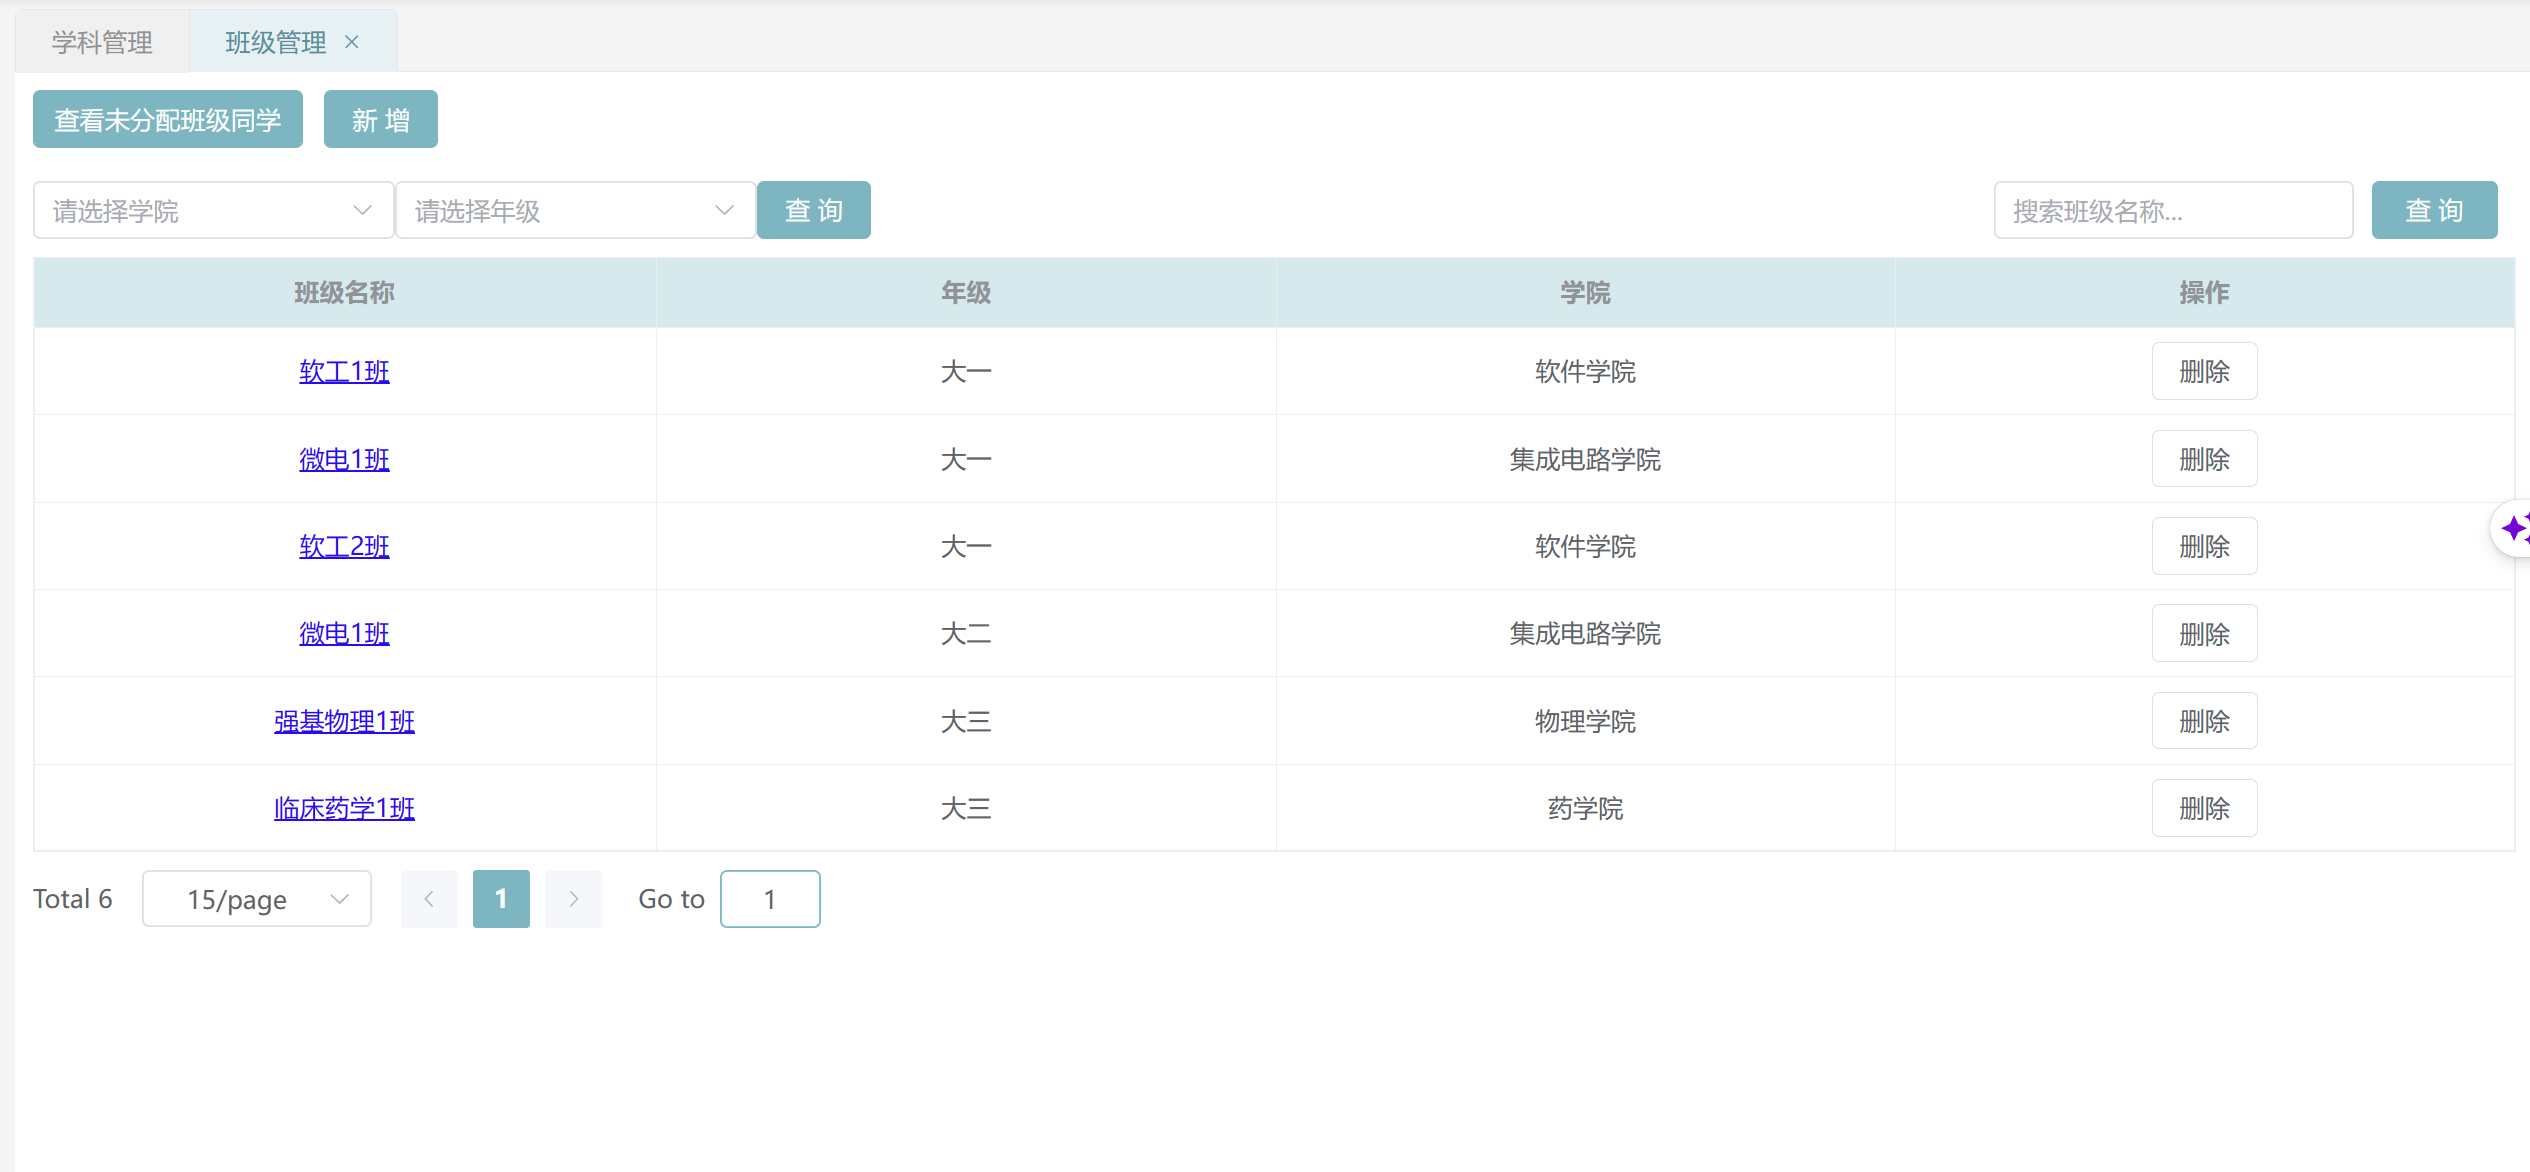 学科管理 班级管理
查看未分配班级同学 新 增
请选择学院 请选择年级 查 询 搜索班级名称... 查 询
班级名称 年级 学院 操作
软工1班 大一 软件学院 删除
微电1班 大一 集成电路学院 删除
软工2班 大一 软件学院 删除
微电1班 大二 集成电路学院 删除
强基物理1班 大三 物理学院 删除
临床药学1班 大三 药学院 删除
Total 6 15/page 1 Go to 1